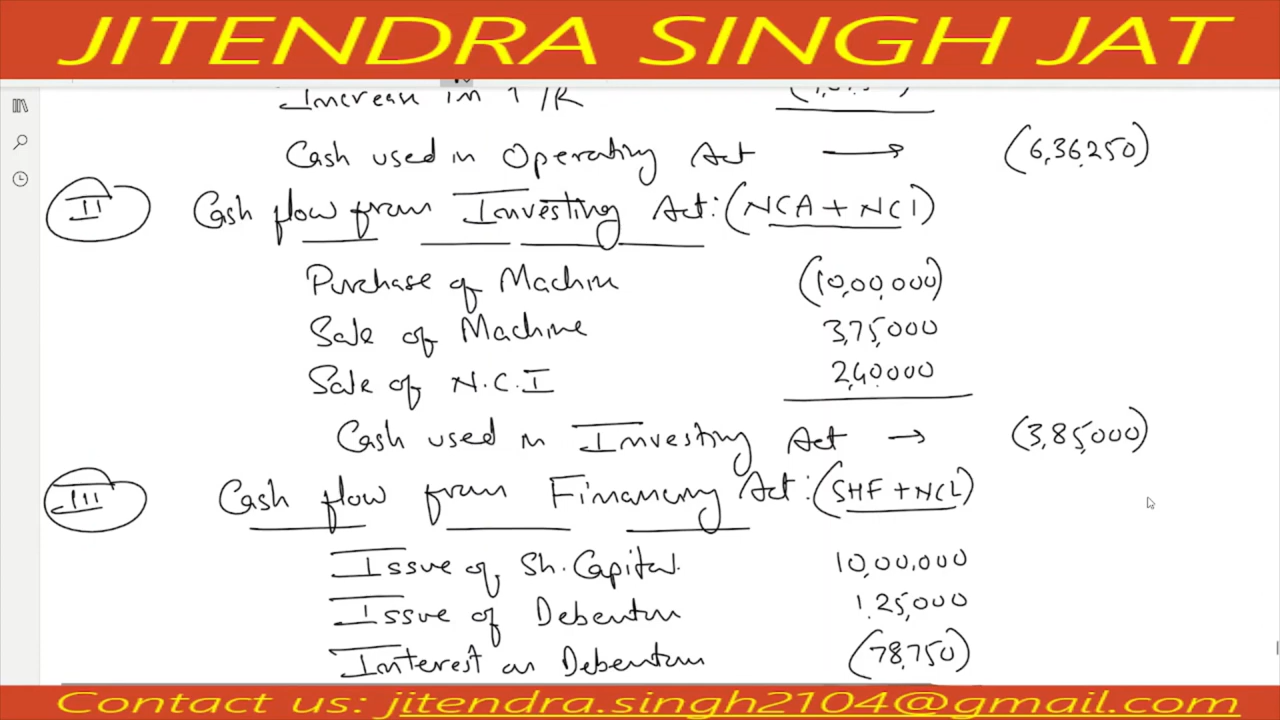 JITENDRA SINGH JAT
Increase in T/R
Cash used in Operating Act → (6,36,250)
II Cash flow from Investing Act: (NCA + NCI)
Purchase of Machine (10,00,000)
Sale of Machine 3,75,000
Sale of N.C.I 2,40,000
Cash used in Investing Act → (3,85,000)
III Cash flow from Financing Act: (SHF + NCL)
Issue of Sh. Capital 10,00,000
Issue of Debenture 1,25,000
Interest on Debenture (78,750)
Contact us: jitendra.singh2104@gmail.com